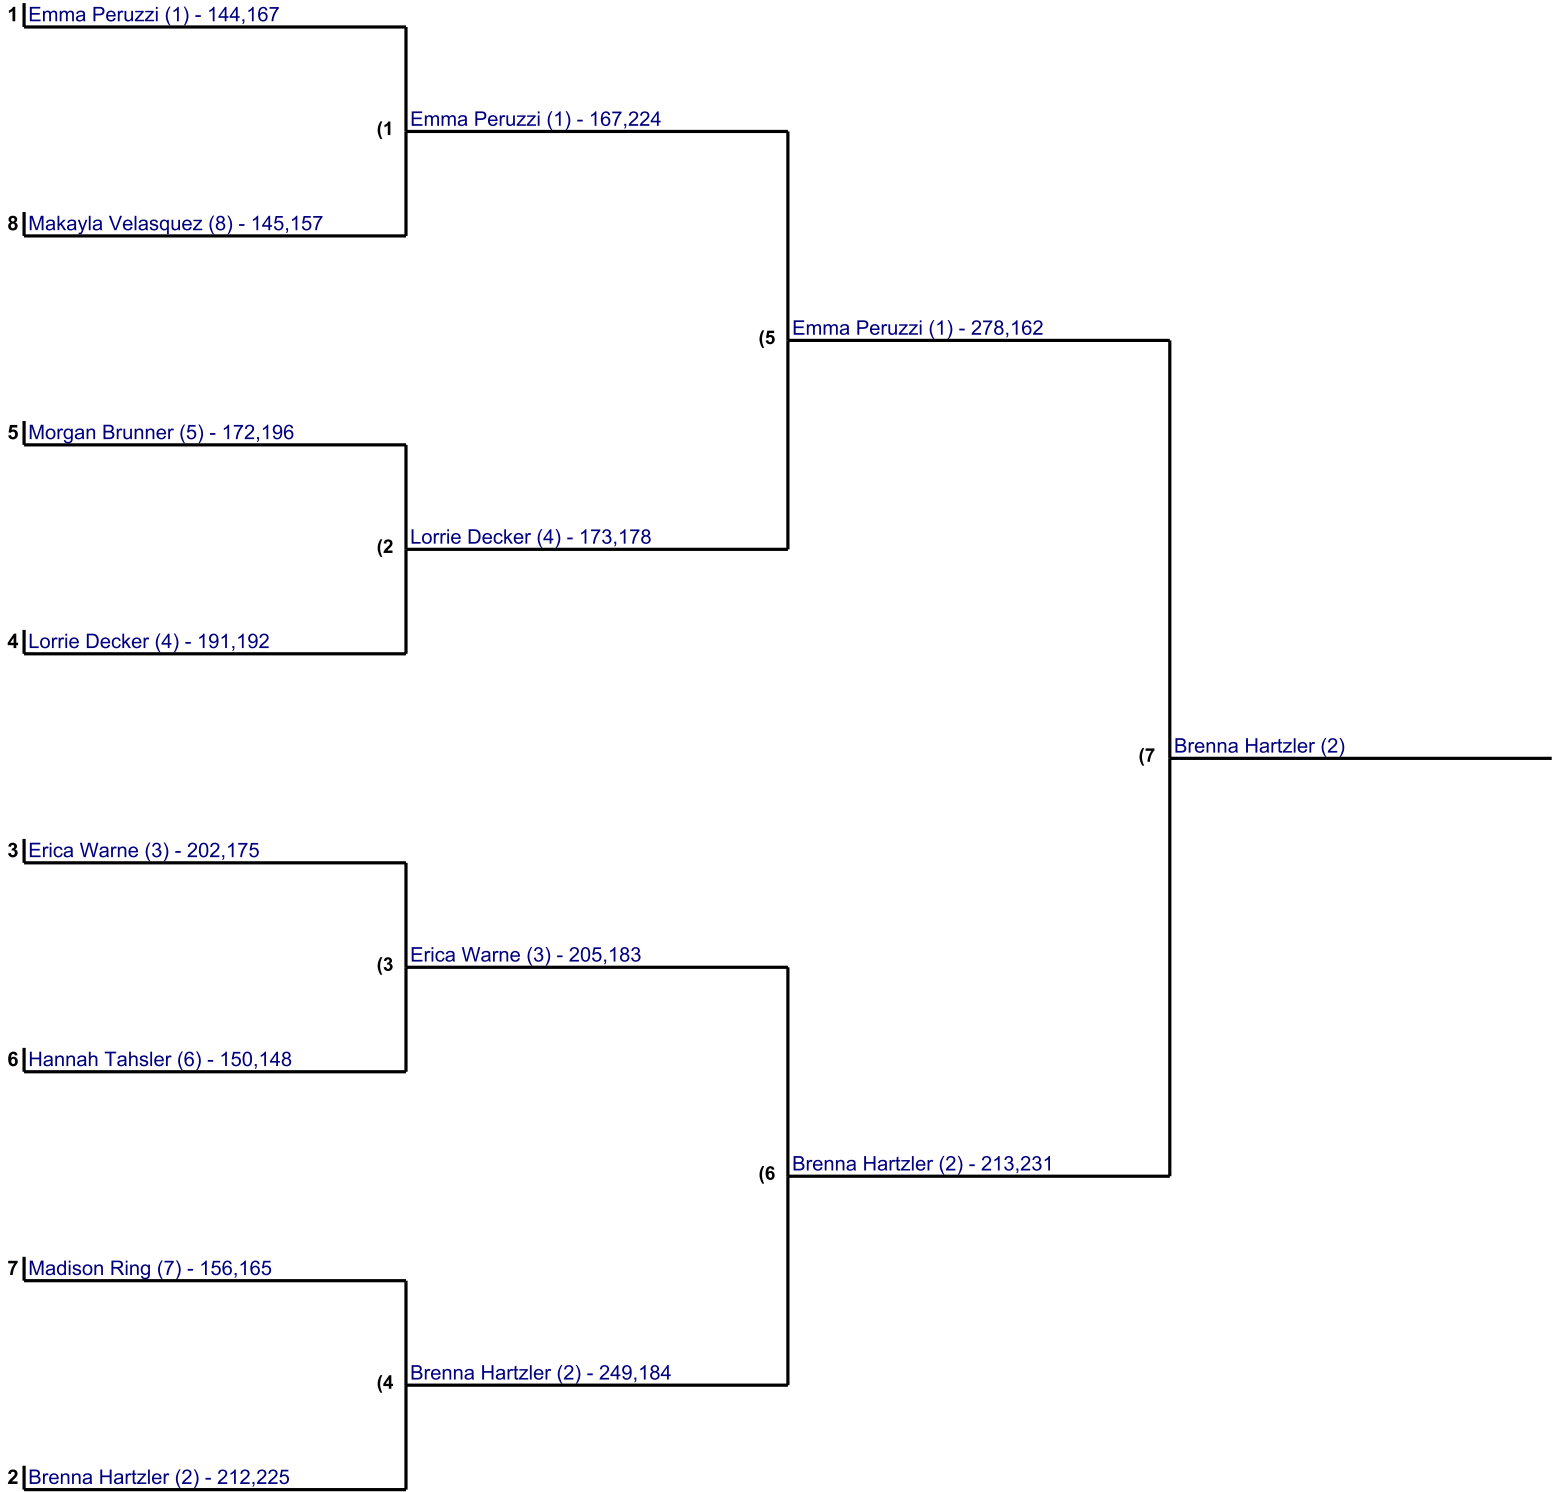 1 Emma Peruzzi (1) - 144,167
(1 Emma Peruzzi (1) - 167,224
8 Makayla Velasquez (8) - 145,157
(5 Emma Peruzzi (1) - 278,162
5 Morgan Brunner (5) - 172,196
(2 Lorrie Decker (4) - 173,178
4 Lorrie Decker (4) - 191,192
(7 Brenna Hartzler (2)
3 Erica Warne (3) - 202,175
(3 Erica Warne (3) - 205,183
6 Hannah Tahsler (6) - 150,148
(6 Brenna Hartzler (2) - 213,231
7 Madison Ring (7) - 156,165
(4 Brenna Hartzler (2) - 249,184
2 Brenna Hartzler (2) - 212,225